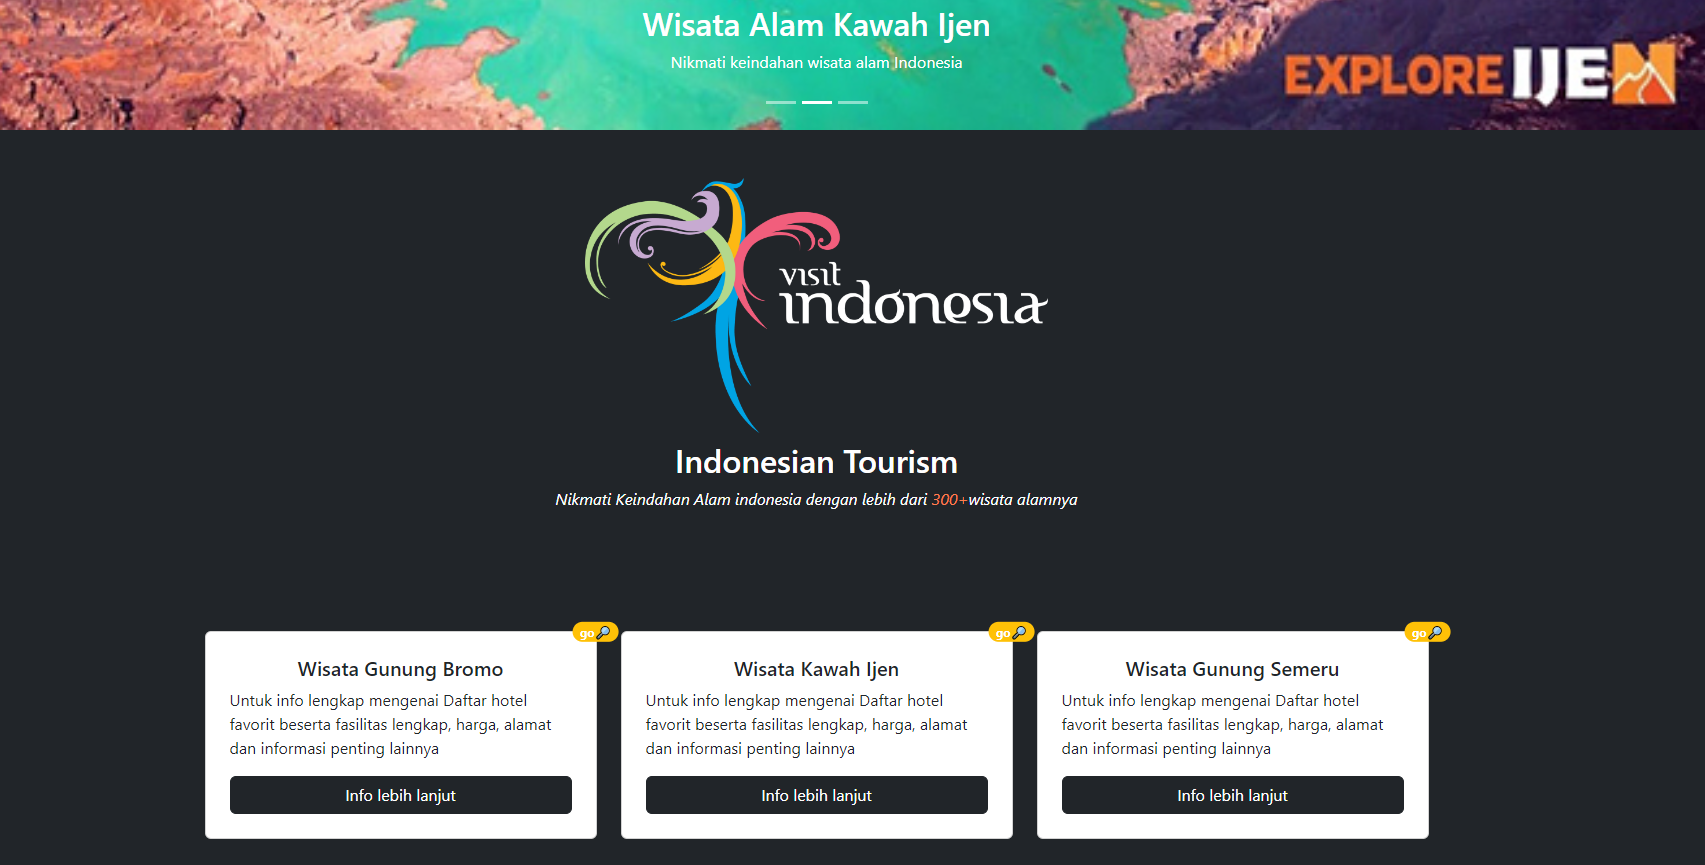 Wisata Alam Kawah Ijen
Nikmati keindahan wisata alam Indonesia
EXPLORE IJEN
visit
indonesia
Indonesian Tourism
Nikmati Keindahan Alam indonesia dengan lebih dari 300+wisata alamnya
go
Wisata Gunung Bromo
Untuk info lengkap mengenai Daftar hotel
favorit beserta fasilitas lengkap, harga, alamat
dan informasi penting lainnya
Info lebih lanjut
go
Wisata Kawah Ijen
Untuk info lengkap mengenai Daftar hotel
favorit beserta fasilitas lengkap, harga, alamat
dan informasi penting lainnya
Info lebih lanjut
go
Wisata Gunung Semeru
Untuk info lengkap mengenai Daftar hotel
favorit beserta fasilitas lengkap, harga, alamat
dan informasi penting lainnya
Info lebih lanjut